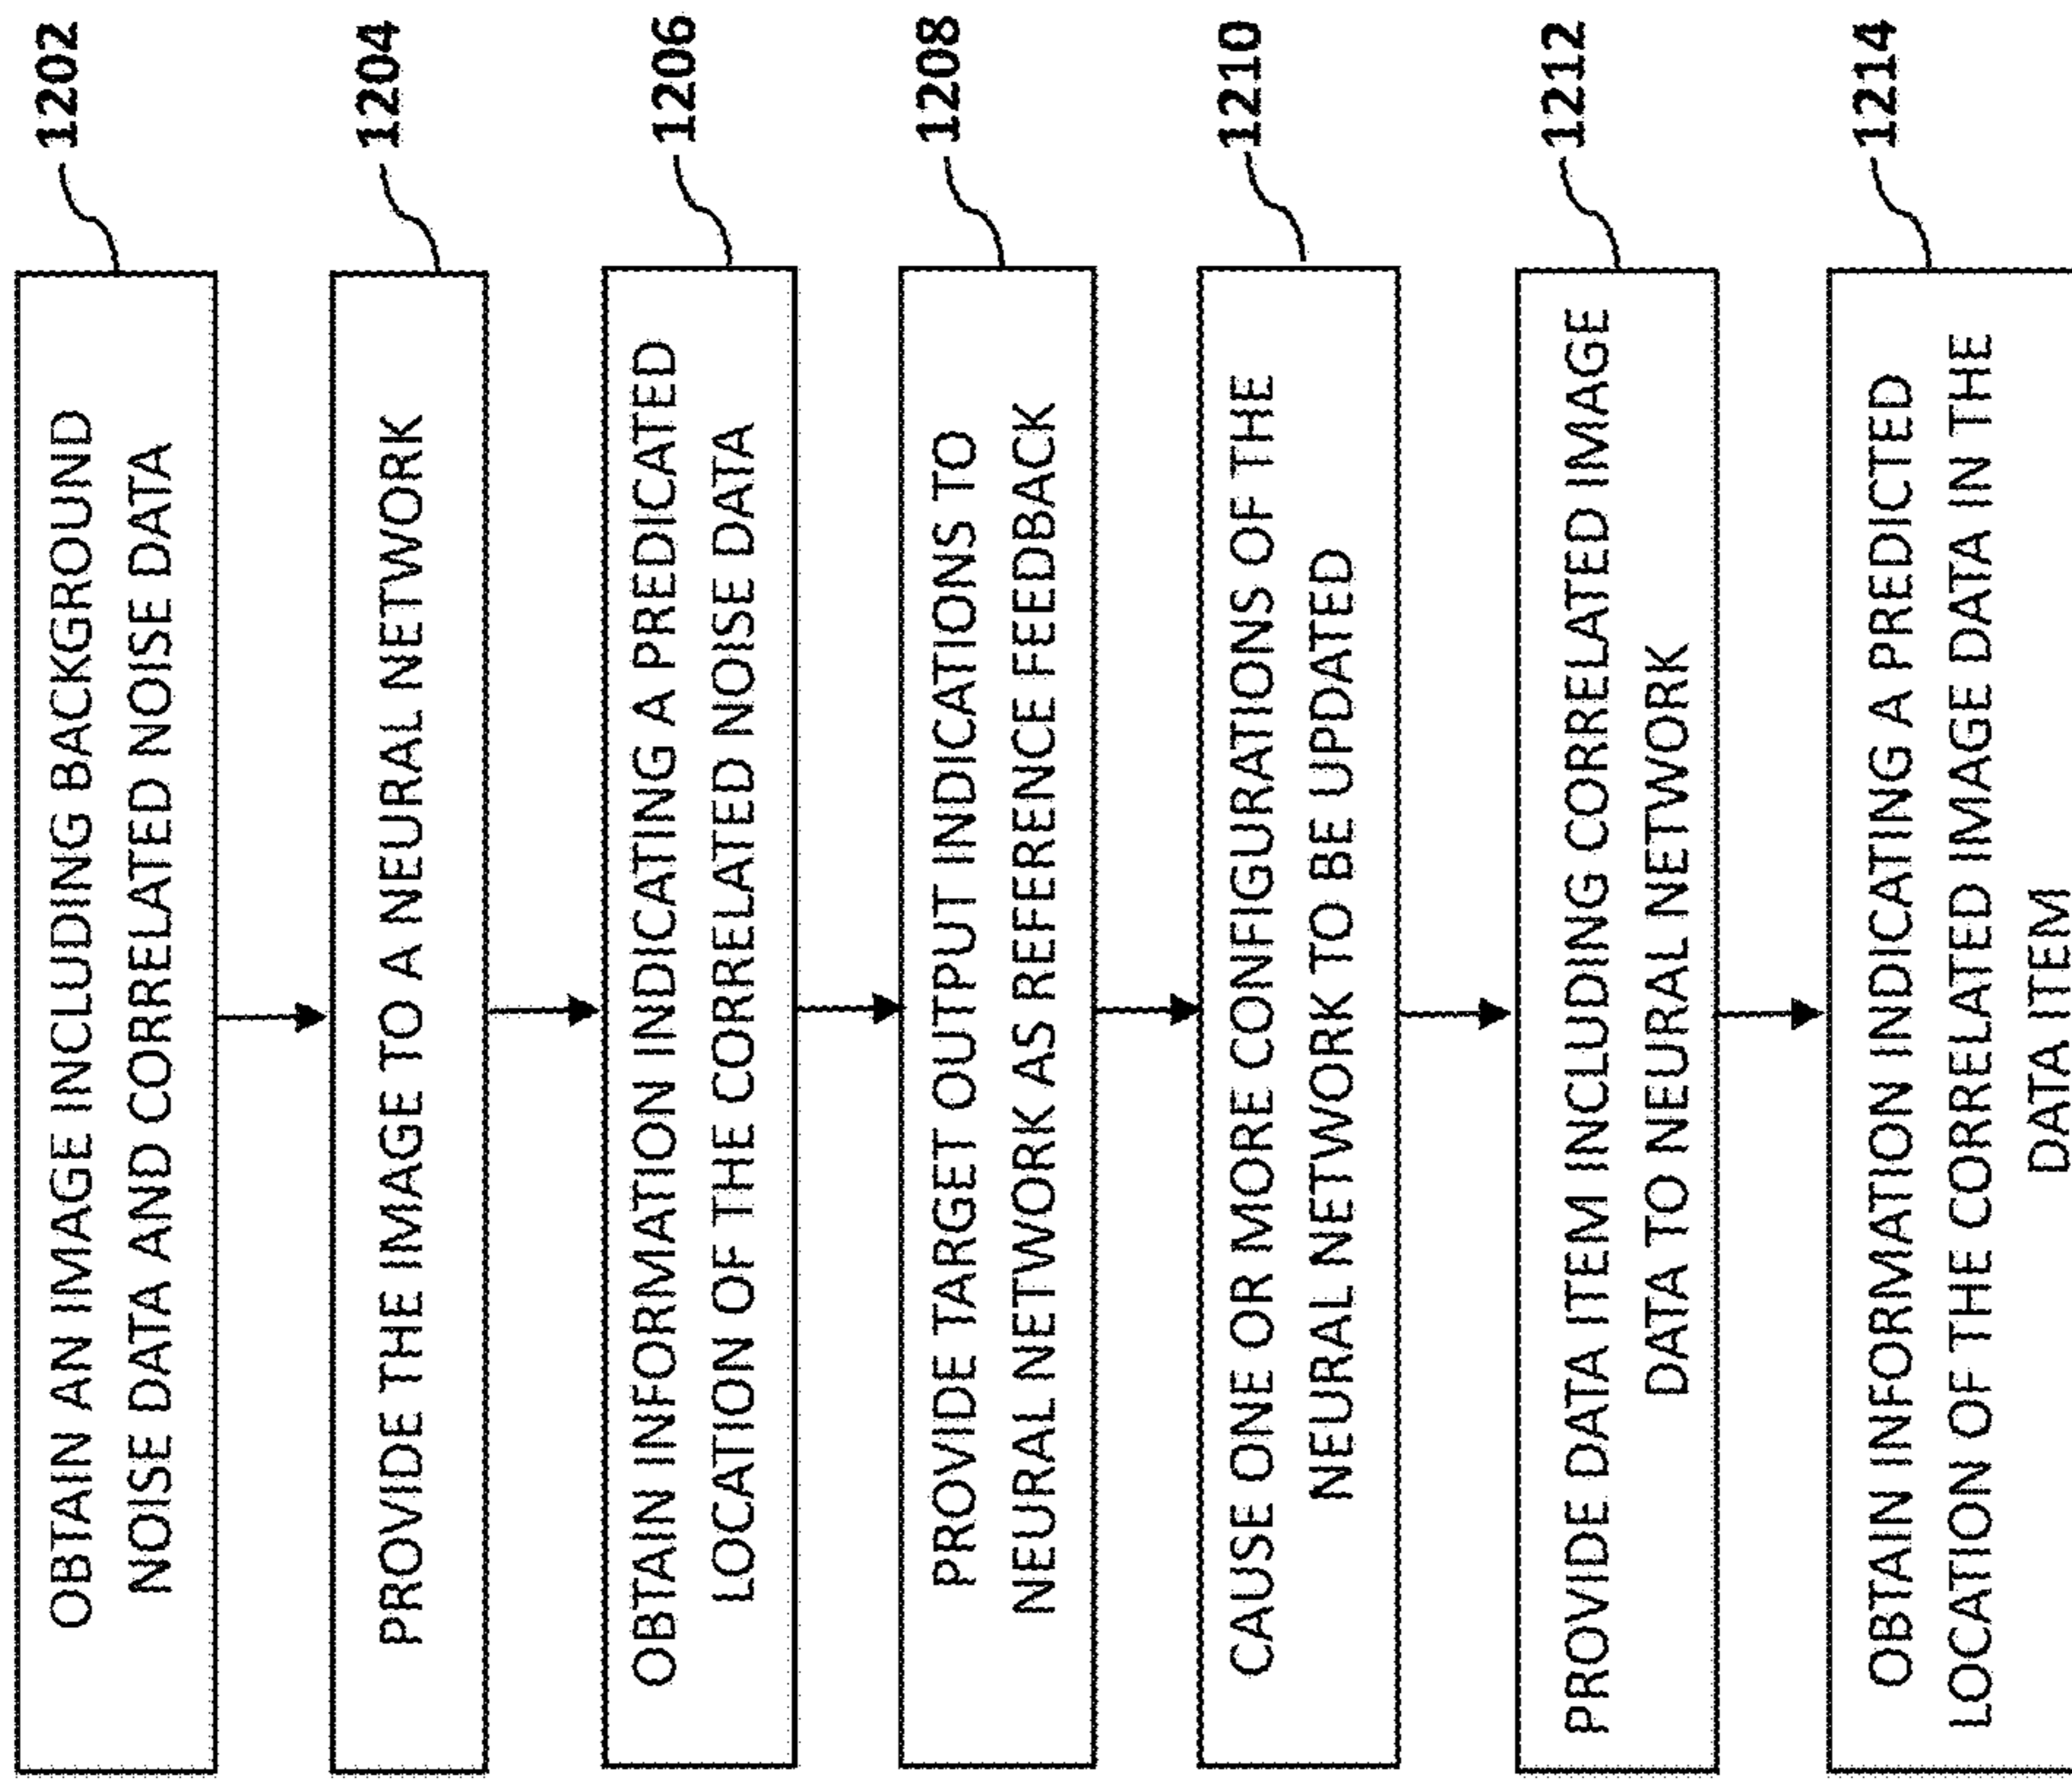 OBTAIN AN IMAGE INCLUDING BACKGROUND
NOISE DATA AND CORRELATED NOISE DATA
1202
PROVIDE THE IMAGE TO A NEURAL NETWORK
1204
OBTAIN INFORMATION INDICATING A PREDICATED
LOCATION OF THE CORRELATED NOISE DATA
1206
PROVIDE TARGET OUTPUT INDICATIONS TO
NEURAL NETWORK AS REFERENCE FEEDBACK
1208
CAUSE ONE OR MORE CONFIGURATIONS OF THE
NEURAL NETWORK TO BE UPDATED
1210
PROVIDE DATA ITEM INCLUDING CORRELATED IMAGE
DATA TO NEURAL NETWORK
1212
OBTAIN INFORMATION INDICATING A PREDICTED
LOCATION OF THE CORRELATED IMAGE DATA IN THE
DATA ITEM
1214